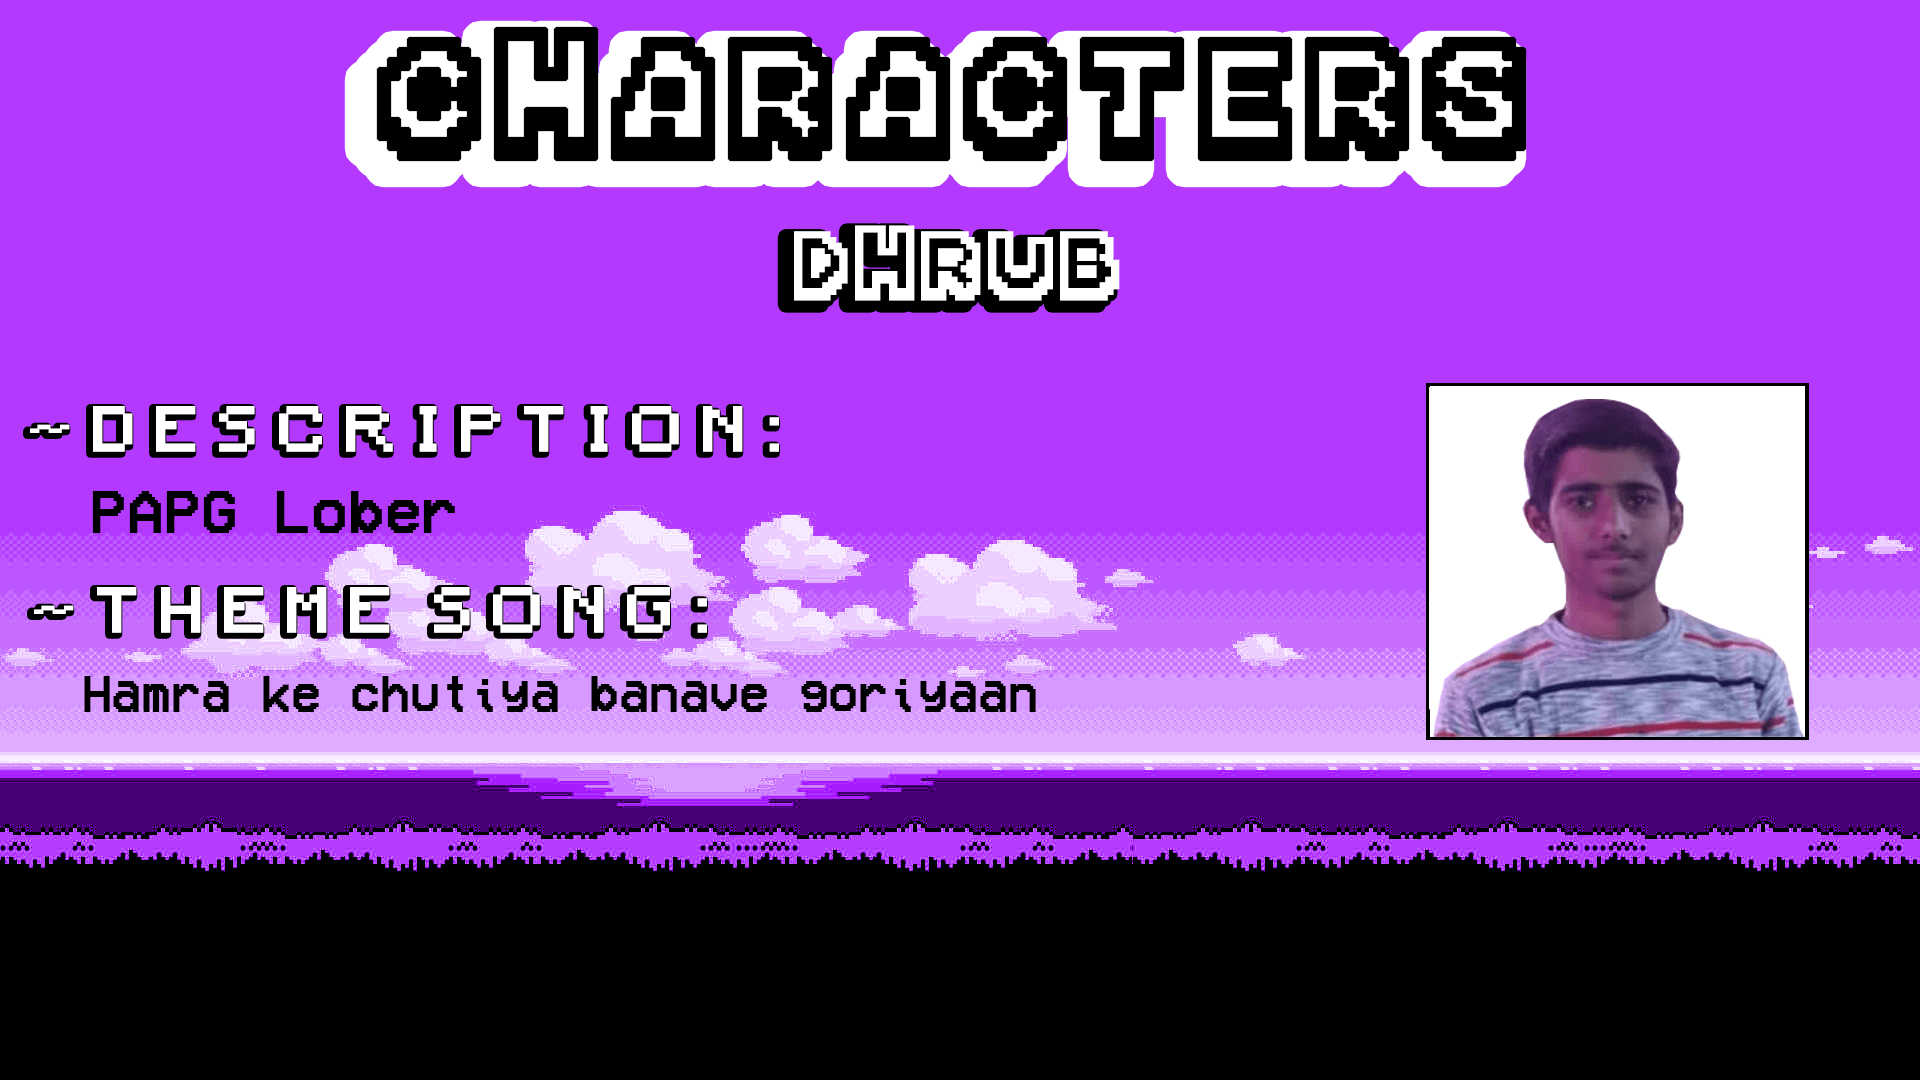 CHARACTERS
DHRUB
~DESCRIPTION:
PAPG Lober
~THEME SONG:
Hamra ke chutiya banave goriyaan